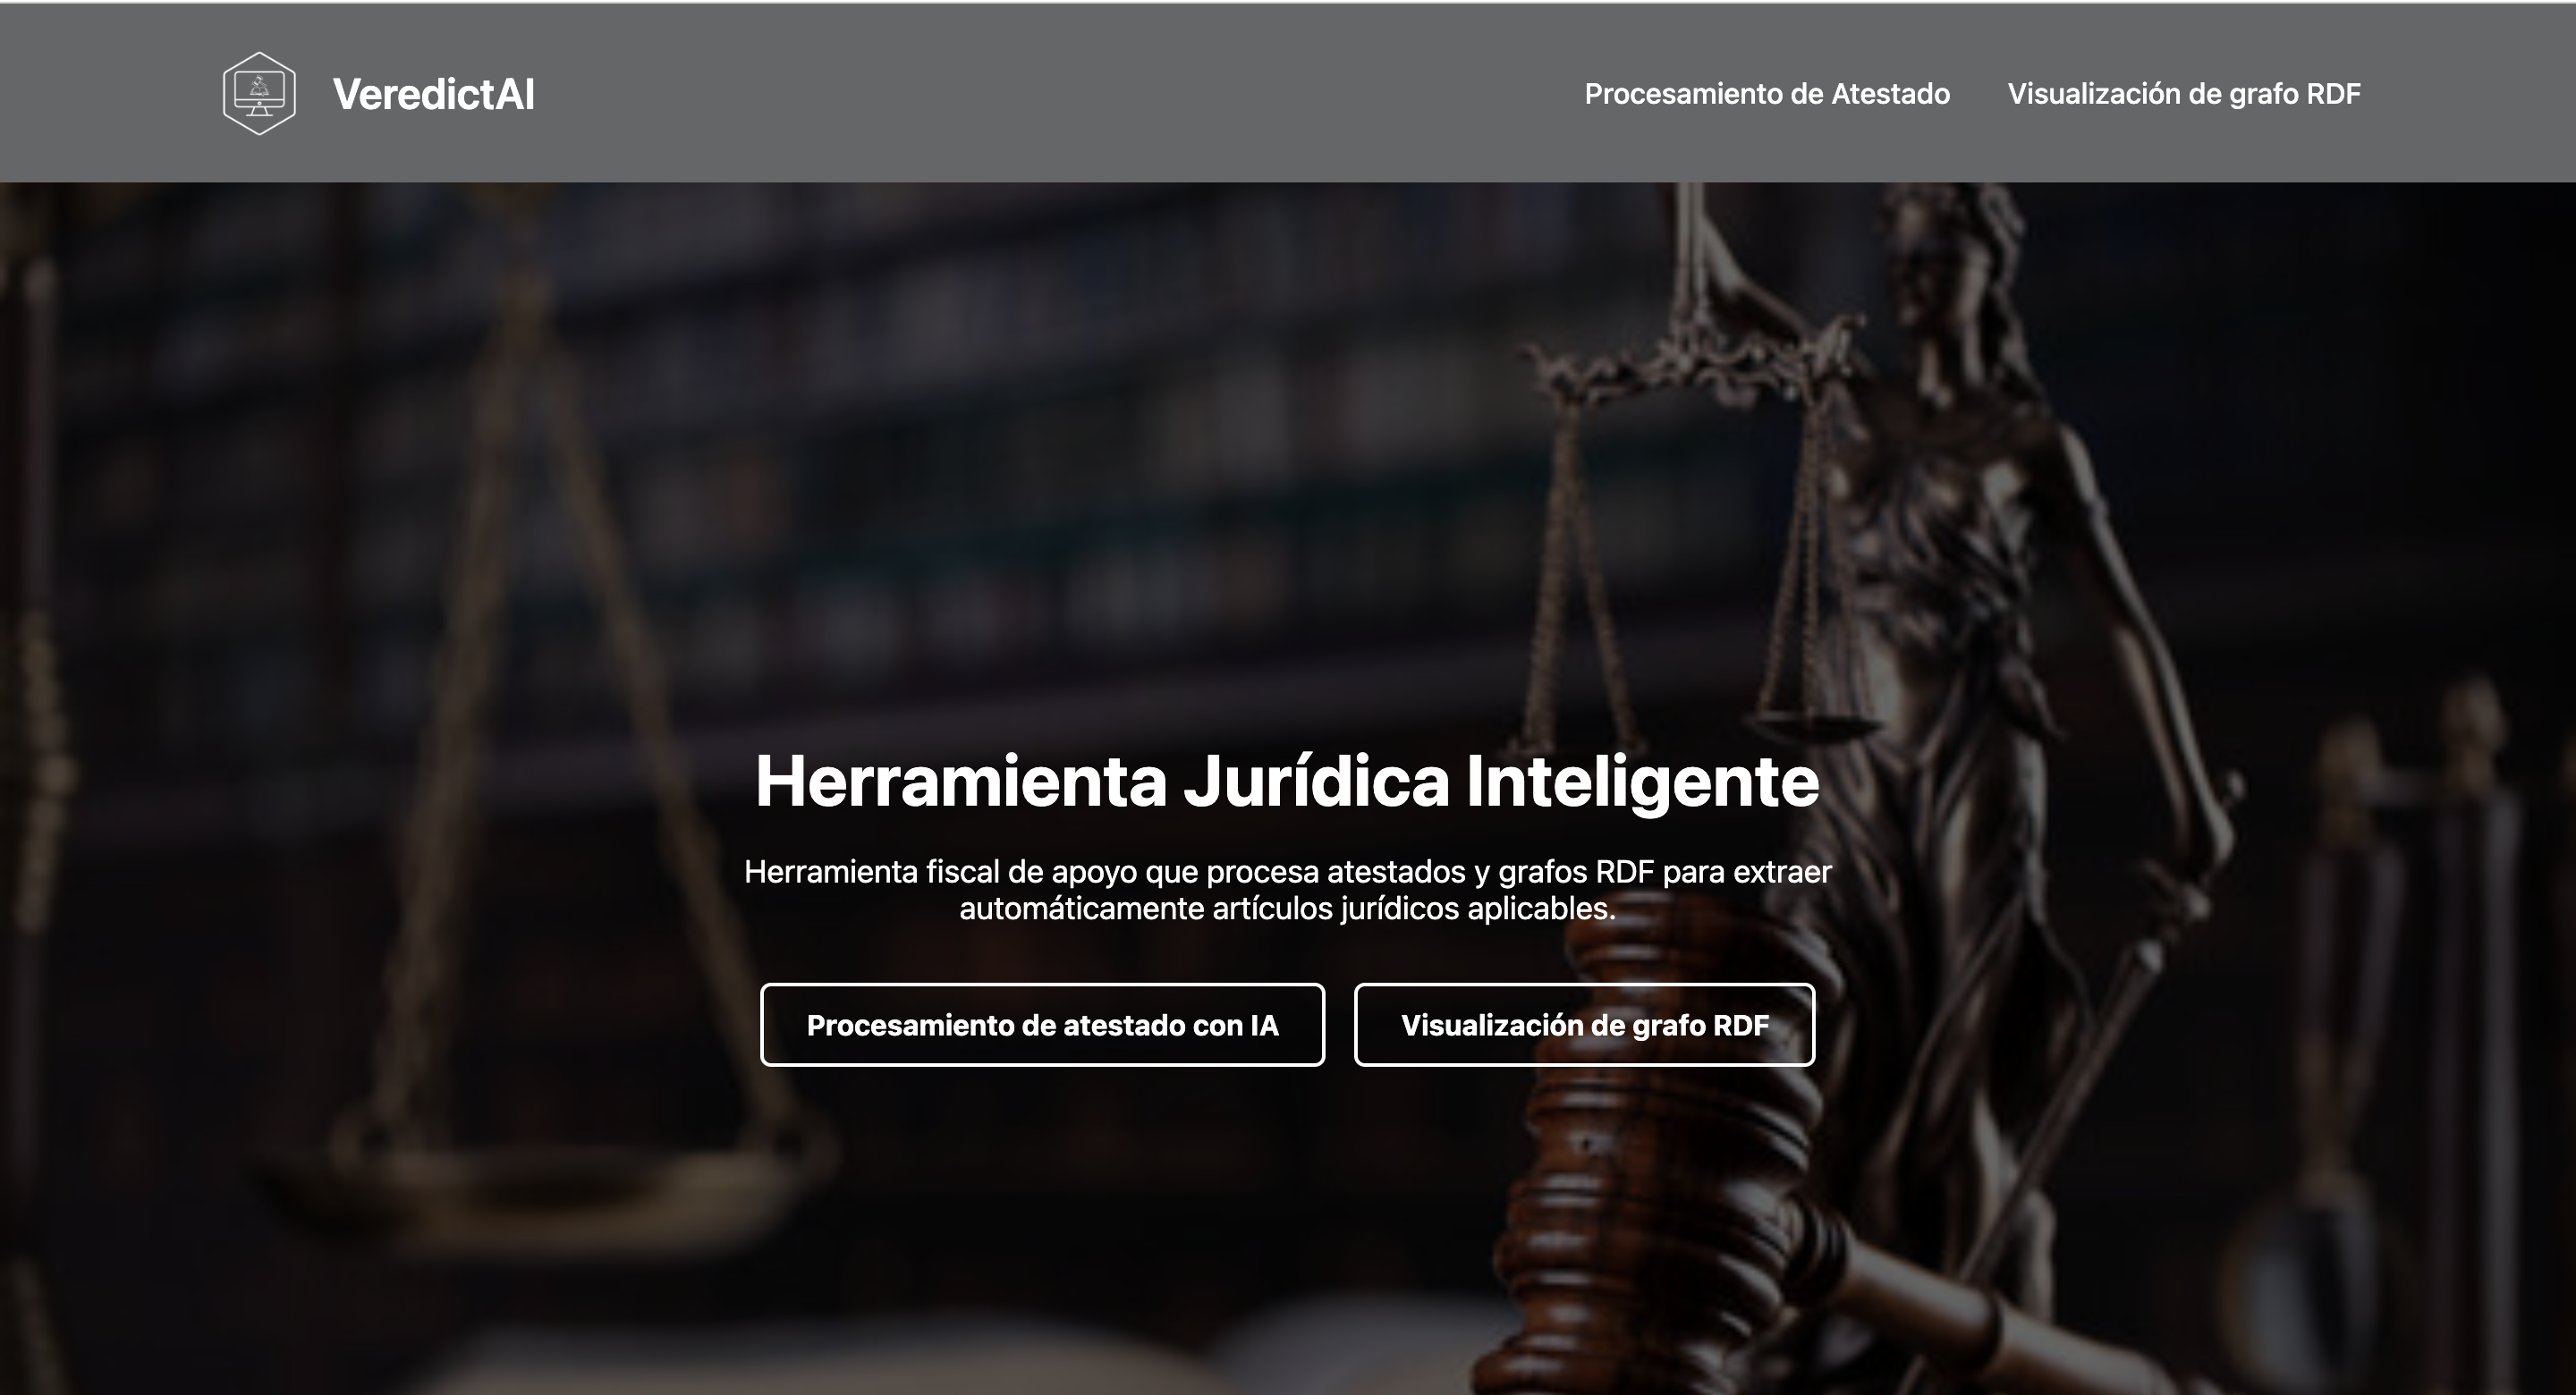 VeredictAI
Procesamiento de Atestado
Visualización de grafo RDF
Herramienta Jurídica Inteligente
Herramienta fiscal de apoyo que procesa atestados y grafos RDF para extraer
automáticamente artículos jurídicos aplicables.
Procesamiento de atestado con IA
Visualización de grafo RDF